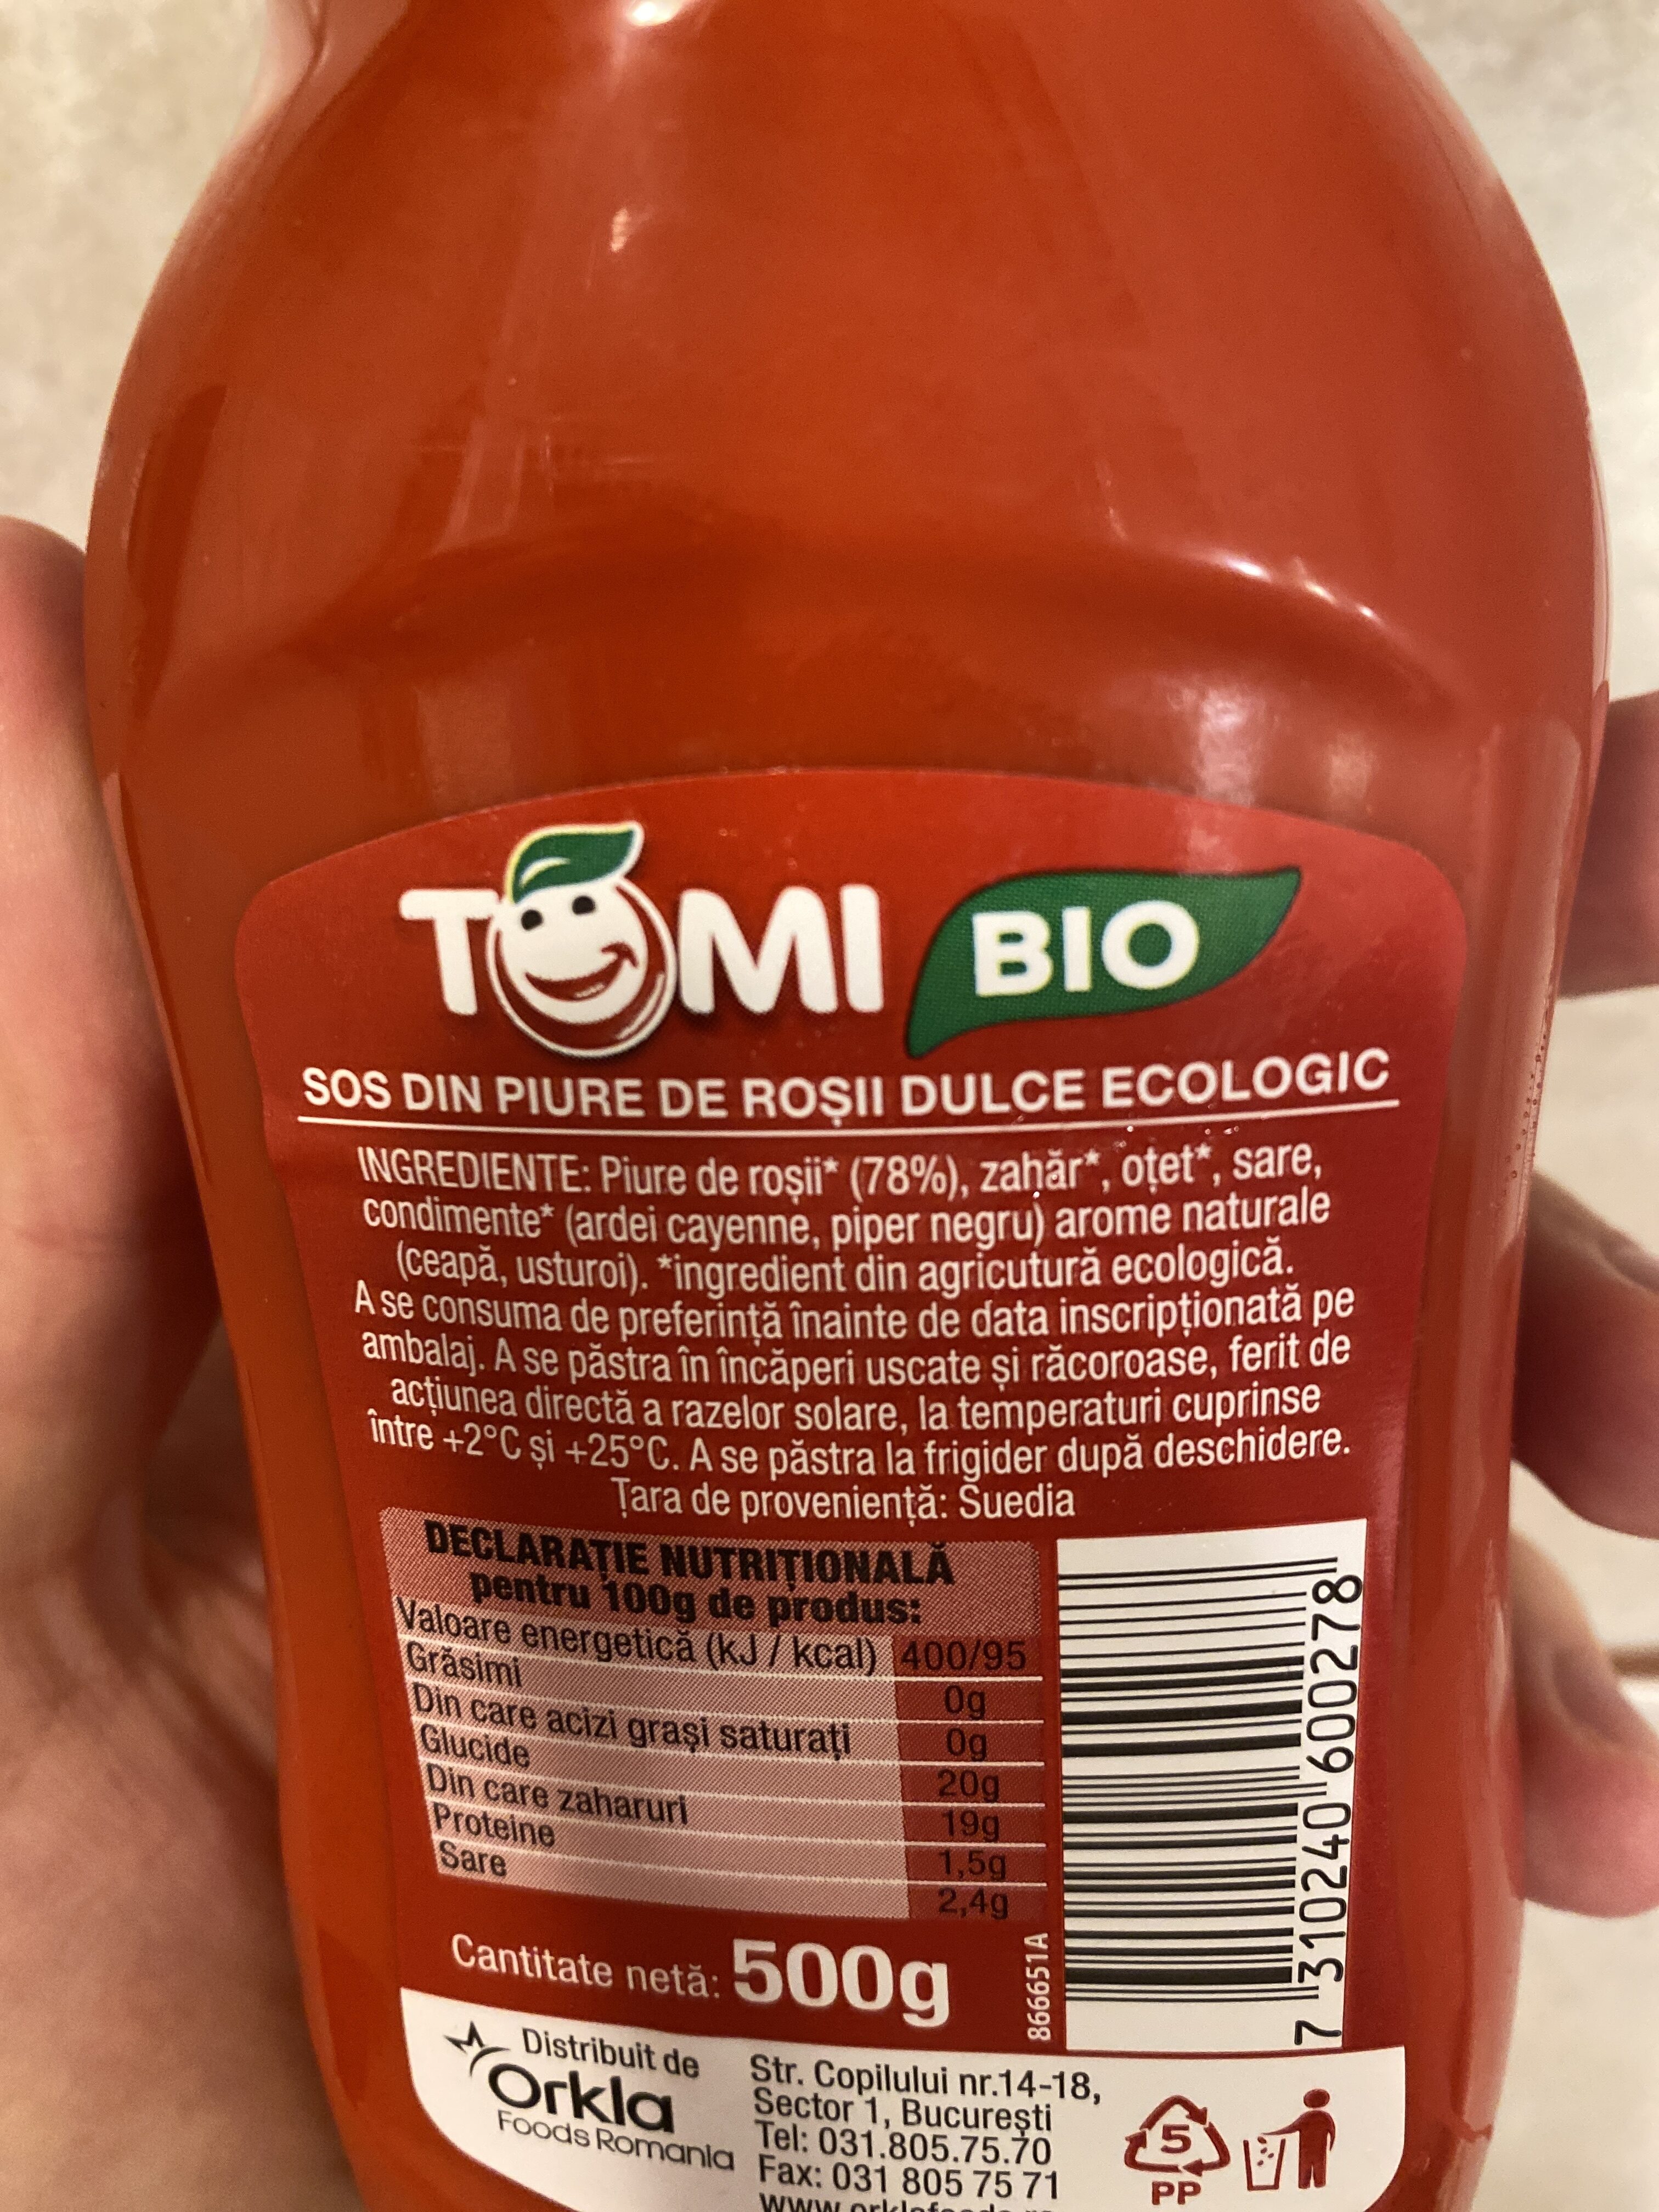 TOMI BIO
SOS DIN PIURE DE ROȘII DULCE ECOLOGIC
INGREDIENTE: Piure de roșii* (78%), zahăr*, oțet*, sare,
condimente* (ardei cayenne, piper negru) arome naturale
(ceapă, usturoi). *ingredient din agricutură ecologică.
A se consuma de preferință înainte de data inscripționată pe
ambalaj. A se păstra în încăperi uscate și răcoroase, ferit de
acțiunea directă a razelor solare, la temperaturi cuprinse
între +2°C și +25°C. A se păstra la frigider după deschidere.
Țara de proveniență: Suedia
DECLARAȚIE NUTRIȚIONALĂ
pentru 100g de produs:
Valoare energetică (kJ / kcal) 400/95
Grăsimi 0g
Din care acizi grași saturați 0g
Glucide 20g
Din care zaharuri 19g
Proteine 1,5g
Sare 2,4g
Cantitate netă: 500g
866651A
7 310240 600278
Distribuit de
Orkla
Foods Romania
Str. Copilului nr.14-18,
Sector 1, București
Tel: 031.805.75.70
Fax: 031 805 75 71
5
PP